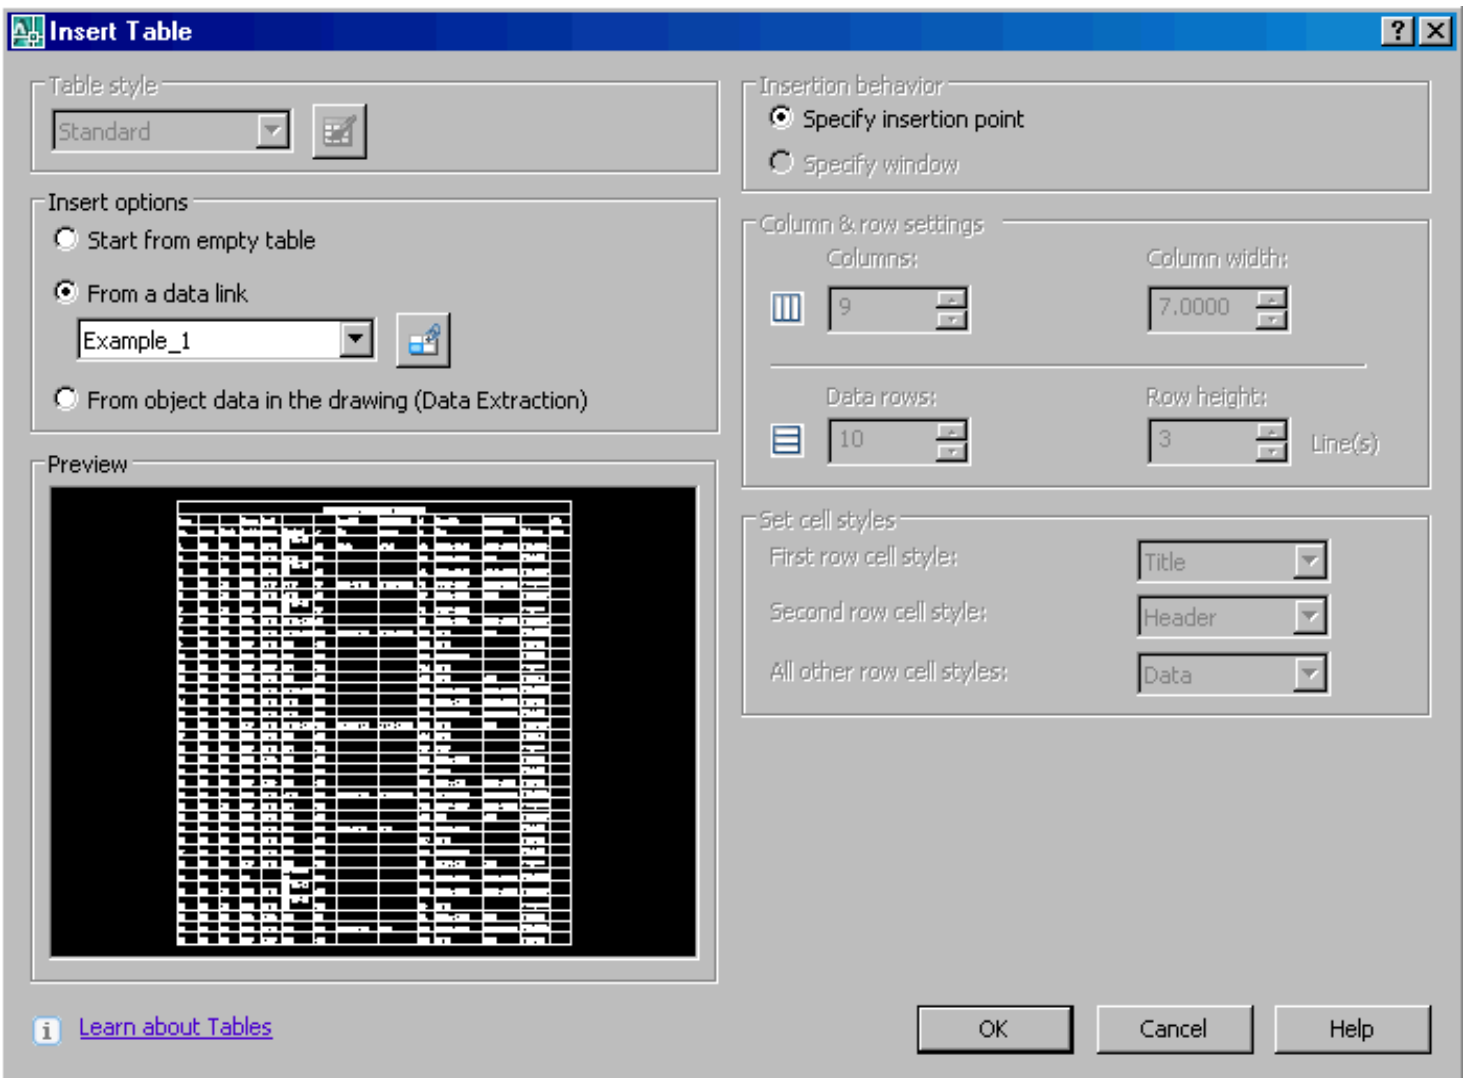 Insert Table
Table style
Standard
Insert options
Start from empty table
From a data link
Example_1
From object data in the drawing (Data Extraction)
Preview
Learn about Tables
Insertion behavior
Specify insertion point
Specify window
Column & row settings
Columns: Column width:
9 7.0000
Data rows: Row height:
10 3 Line(s)
Set cell styles
First row cell style: Title
Second row cell style: Header
All other row cell styles: Data
OK Cancel Help